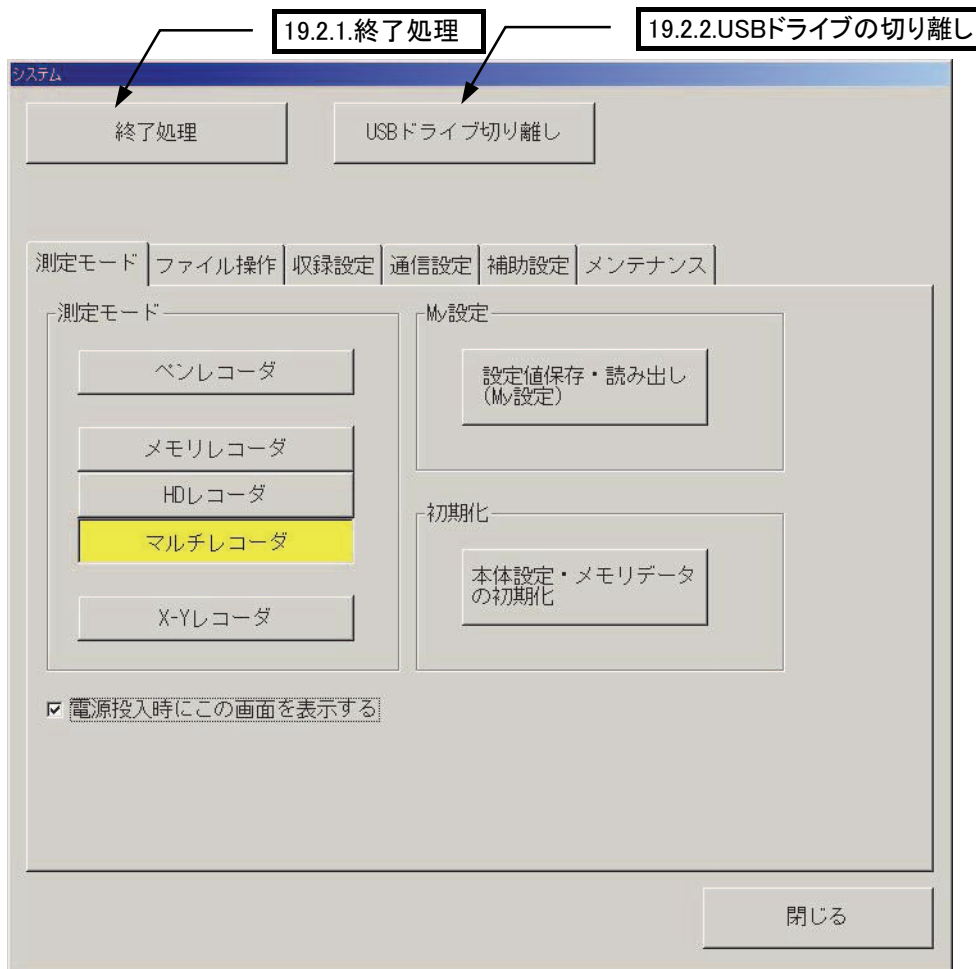 19.2.1.終了処理
19.2.2.USBドライブの切り離し
システム
終了処理
USBドライブ切り離し
測定モード
ファイル操作
収録設定
通信設定
補助設定
メンテナンス
測定モード
ペンレコーダ
メモリレコーダ
HDレコーダ
マルチレコーダ
X-Yレコーダ
My設定
設定値保存・読み出し
(My設定)
初期化
本体設定・メモリデータ
の初期化
電源投入時にこの画面を表示する
閉じる